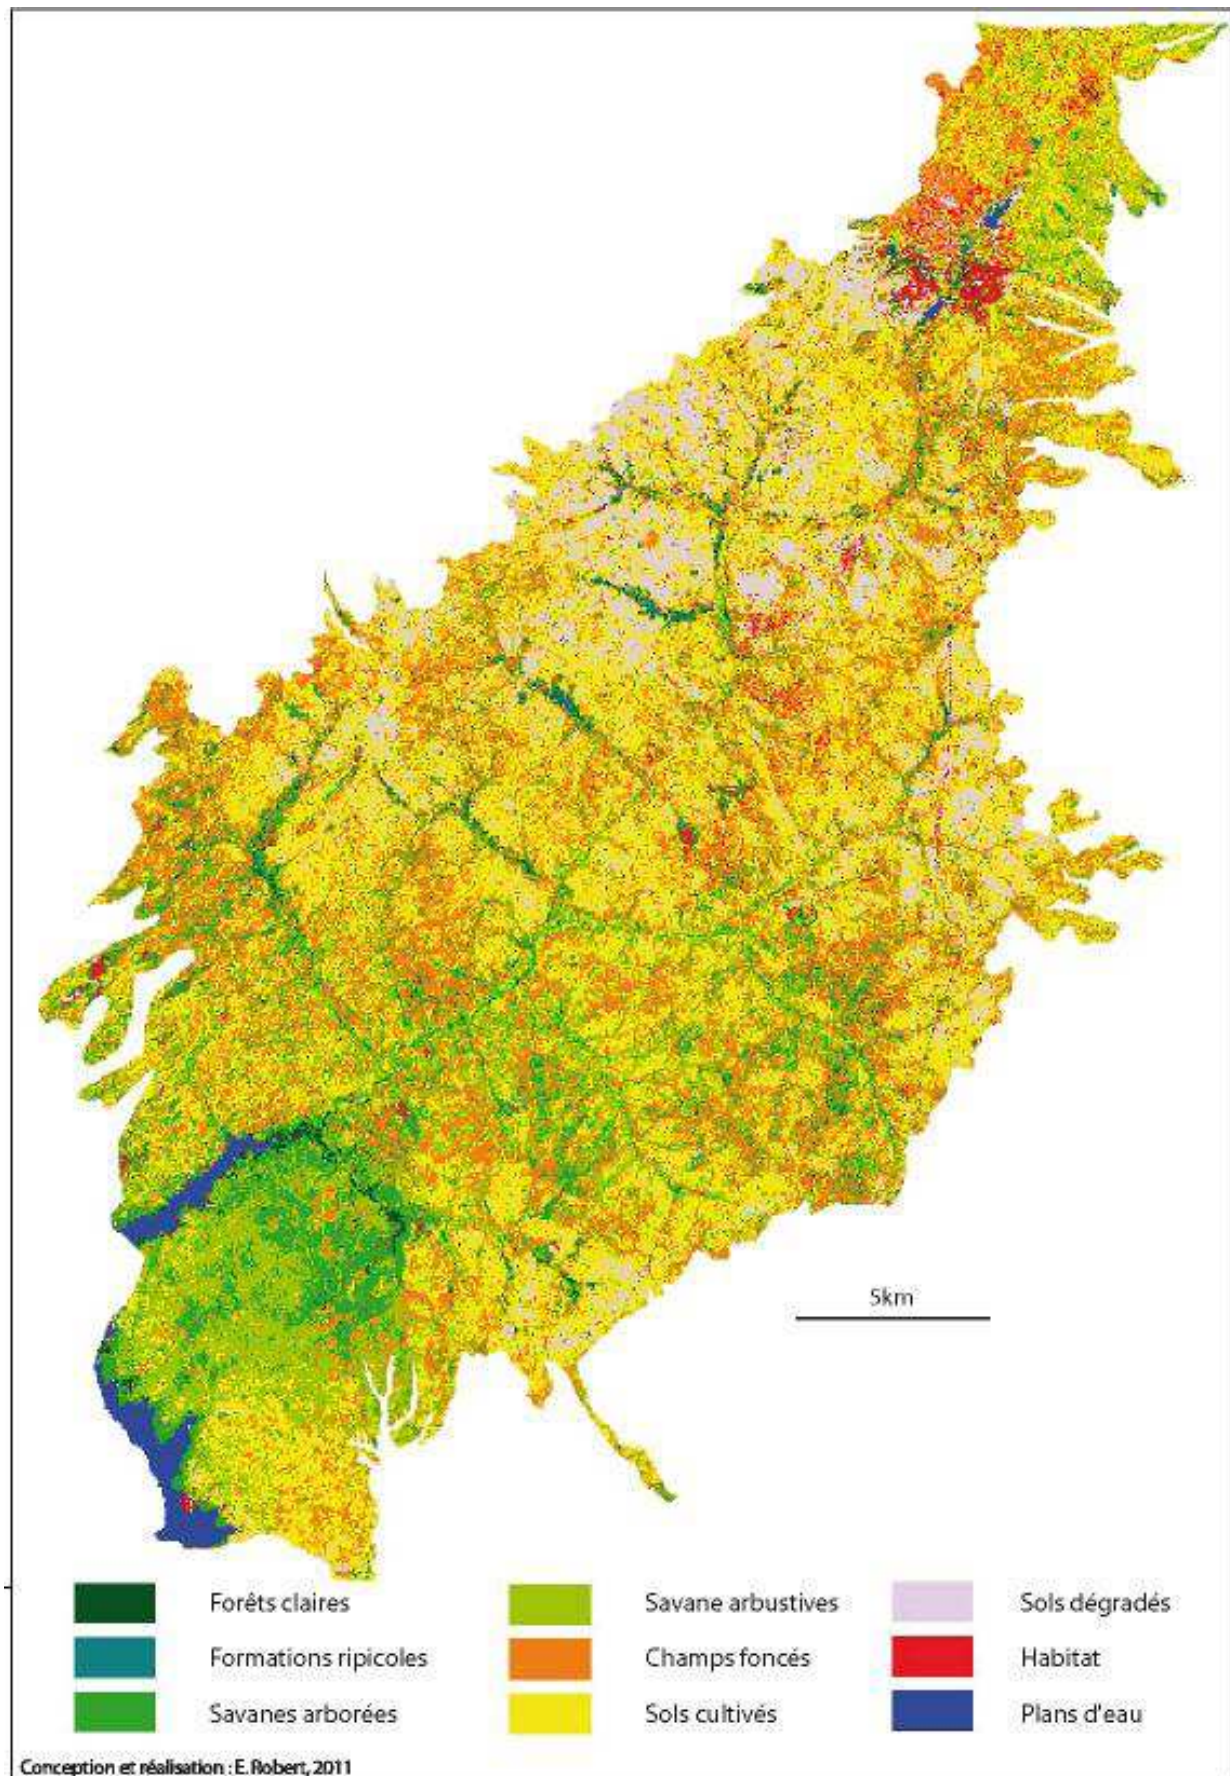 5km
Forêts claires
Savane arbustives
Sols dégradés
Formations ripicoles
Champs foncés
Habitat
Savanes arborées
Sols cultivés
Plans d'eau
Conception et réalisation : E. Robert, 2011